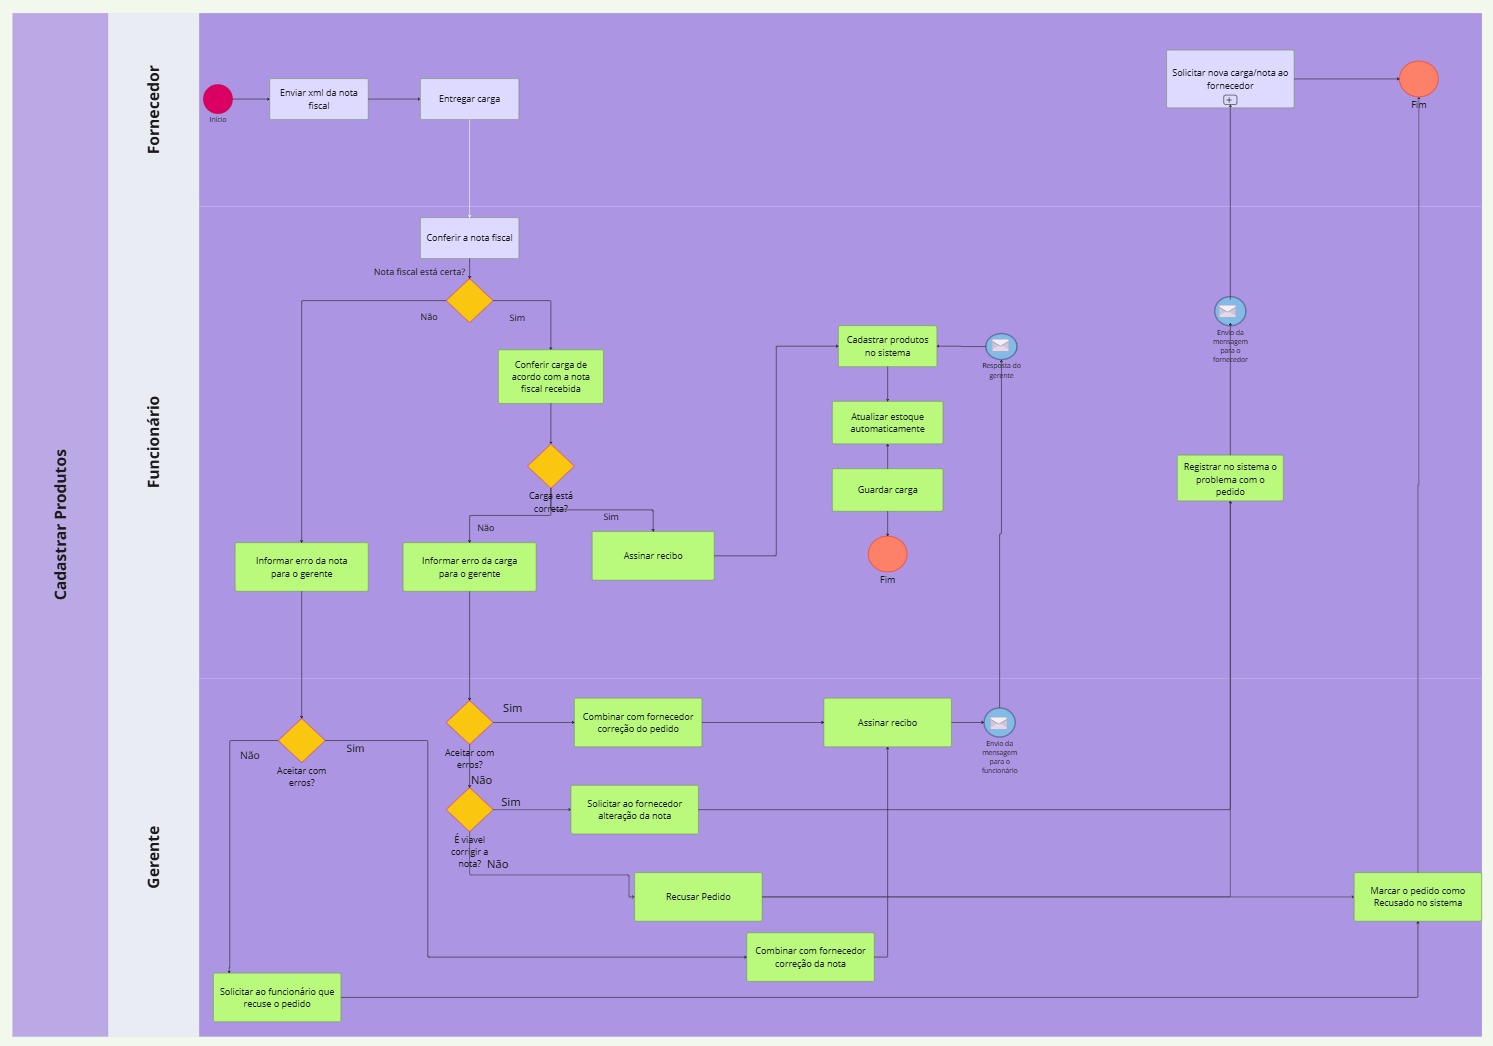 Cadastrar Produtos
Fornecedor
Início
Enviar xml da nota
fiscal
Entregar carga
Solicitar nova carga/nota ao
fornecedor
Fim
Funcionário
Conferir a nota fiscal
Nota fiscal está certa?
Não
Sim
Conferir carga de
acordo com a nota
fiscal recebida
Carga está
correta?
Não
Sim
Informar erro da nota
para o gerente
Informar erro da carga
para o gerente
Assinar recibo
Cadastrar produtos
no sistema
Resposta do
gerente
Atualizar estoque
automaticamente
Guardar carga
Fim
Envio da
mensagem
para o
fornecedor
Registrar no sistema o
problema com o
pedido
Gerente
Não
Sim
Aceitar com
erros?
Sim
Aceitar com
erros?
Não
Combinar com fornecedor
correção do pedido
Assinar recibo
Envio da
mensagem
para o
funcionário
Sim
É viavel
corrigir a
nota?
Não
Solicitar ao fornecedor
alteração da nota
Recusar Pedido
Marcar o pedido como
Recusado no sistema
Combinar com fornecedor
correção da nota
Solicitar ao funcionário que
recuse o pedido